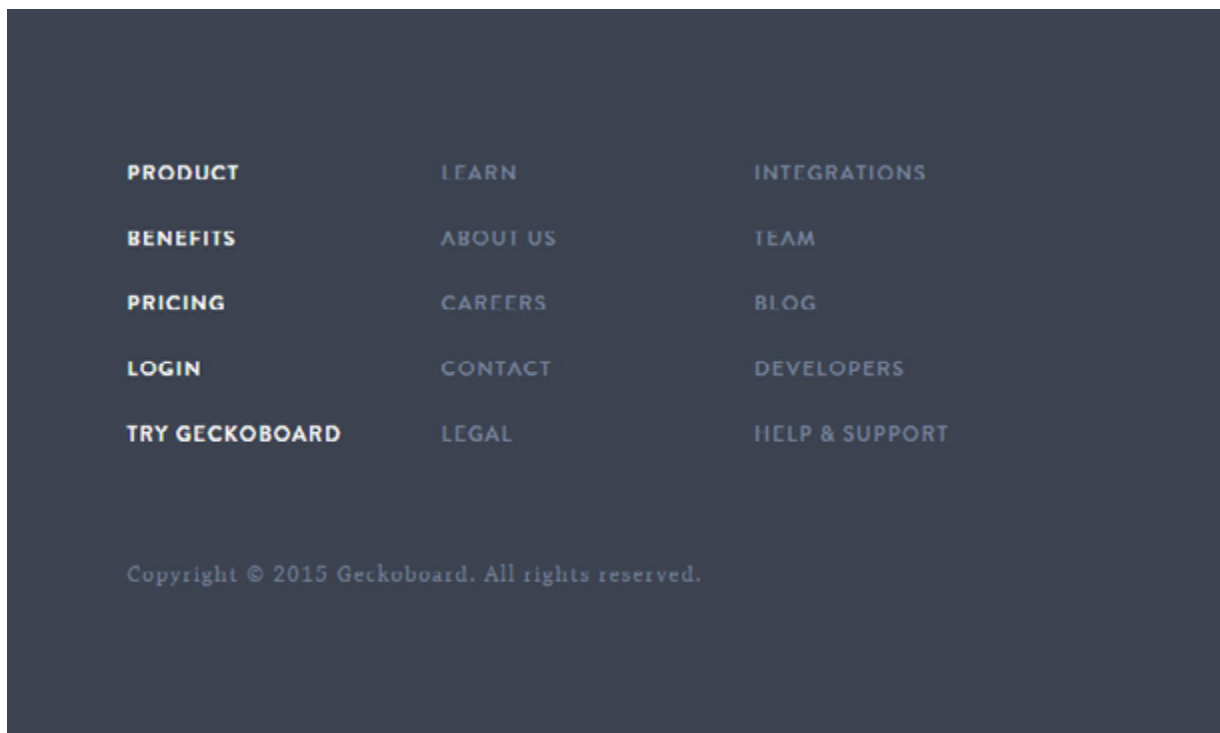 PRODUCT LEARN INTEGRATIONS
BENEFITS ABOUT US TEAM
PRICING CAREERS BLOG
LOGIN CONTACT DEVELOPERS
TRY GECKOBOARD LEGAL HELP & SUPPORT
Copyright © 2015 Geckoboard. All rights reserved.